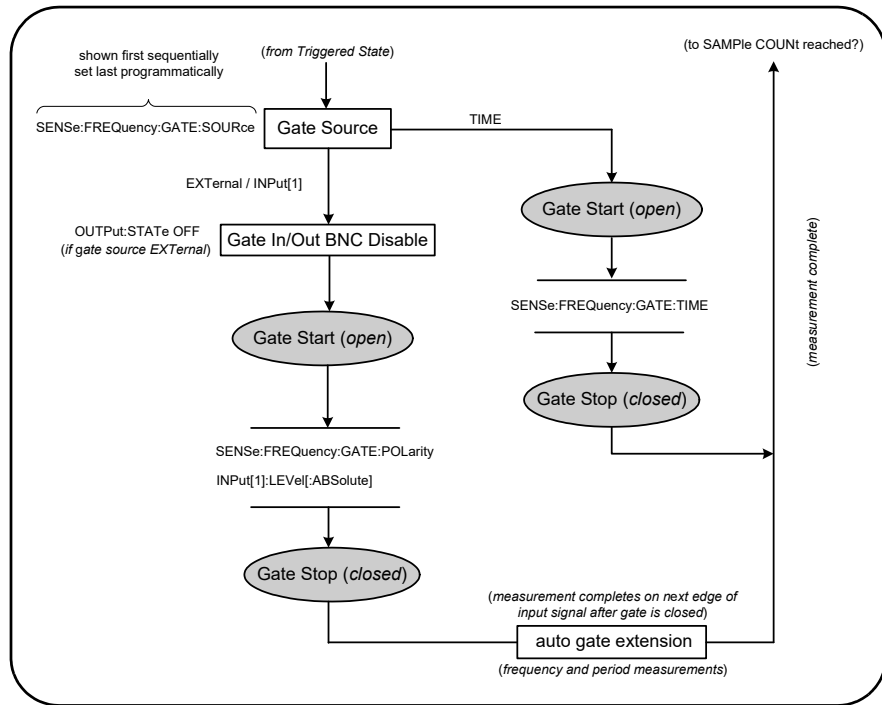 shown first sequentially
set last programmatically
(from Triggered State)
(to SAMPle COUNt reached?)
SENSe:FREQuency:GATE:SOURce
Gate Source
TIME
EXTernal / INPut[1]
Gate Start (open)
OUTPut:STATe OFF
(if gate source EXTernal)
Gate In/Out BNC Disable
SENSe:FREQuency:GATE:TIME
(measurement complete)
Gate Start (open)
Gate Stop (closed)
SENSe:FREQuency:GATE:POLarity
INPut[1]:LEVel[:ABSolute]
Gate Stop (closed)
(measurement completes on next edge of
input signal after gate is closed)
auto gate extension
(frequency and period measurements)